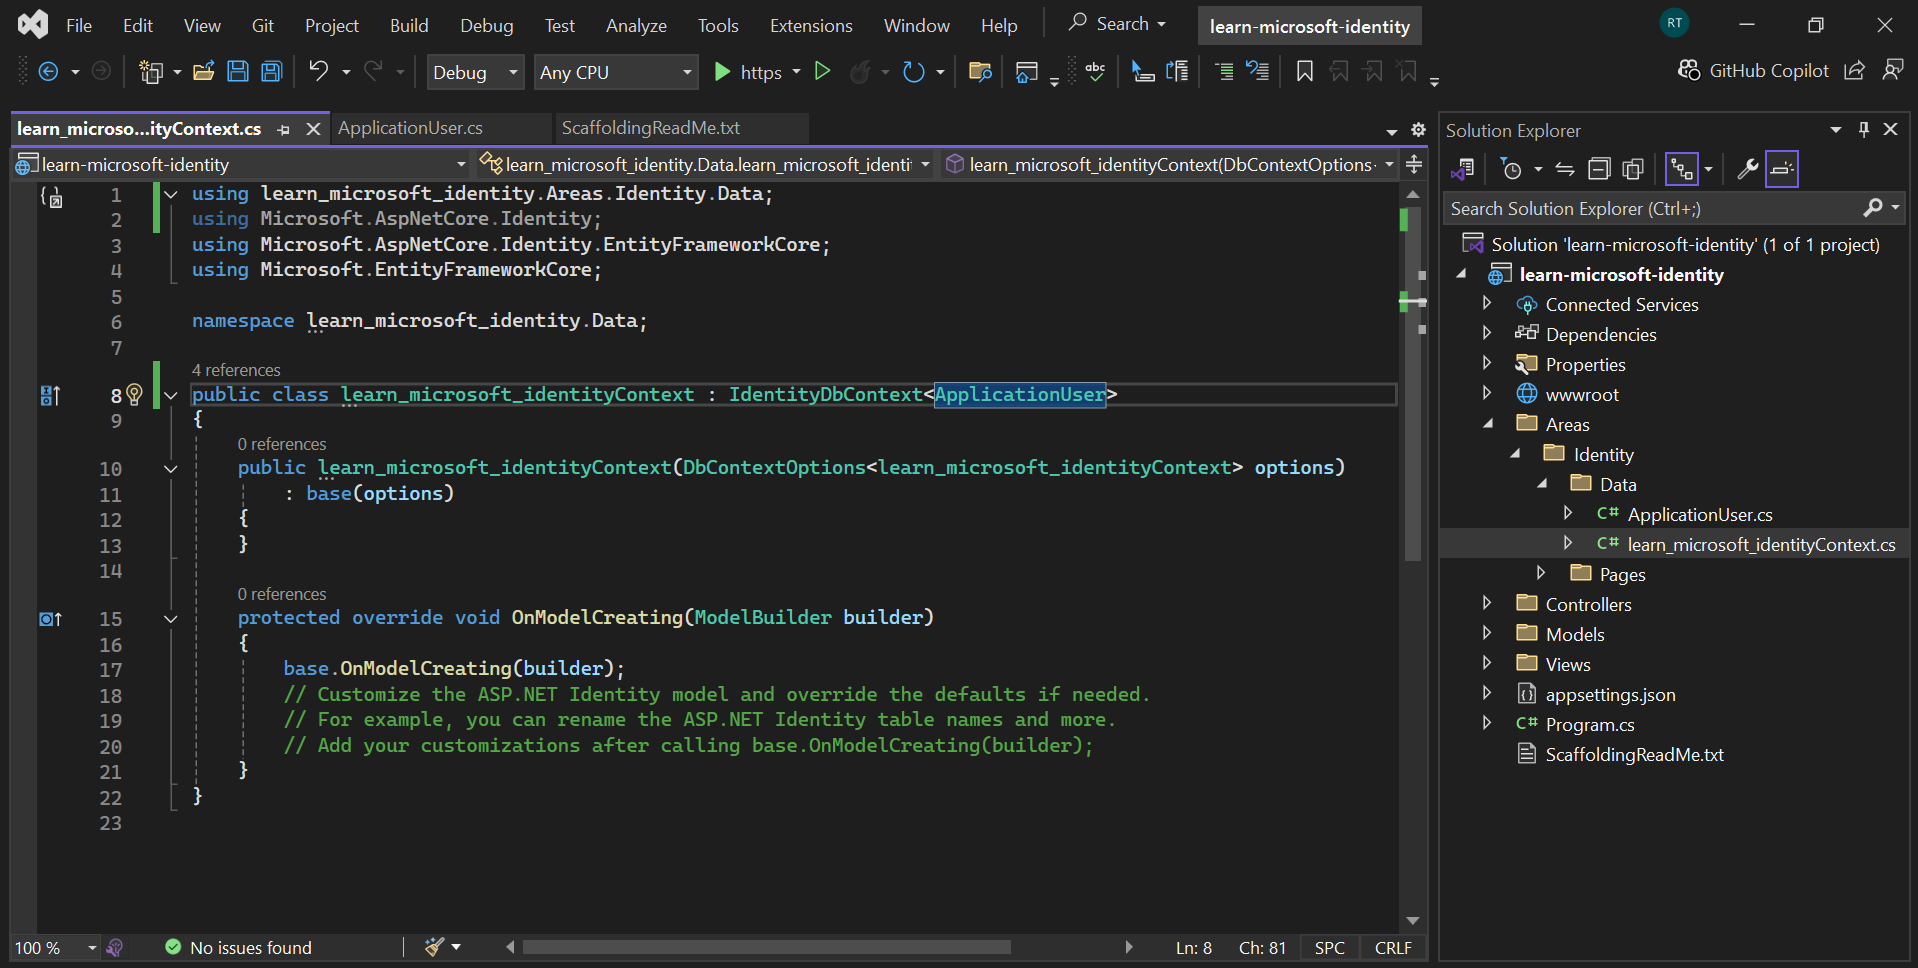 File Edit View Git Project Build Debug Test Analyze Tools Extensions Window Help Search learn-microsoft-identity RT
Debug Any CPU https abc GitHub Copilot
learn_microso...ityContext.cs ApplicationUser.cs ScaffoldingReadMe.txt
learn-microsoft-identity learn_microsoft_identity.Data.learn_microsoft_identi learn_microsoft_identityContext(DbContextOptions
1 using learn_microsoft_identity.Areas.Identity.Data;
2 using Microsoft.AspNetCore.Identity;
3 using Microsoft.AspNetCore.Identity.EntityFrameworkCore;
4 using Microsoft.EntityFrameworkCore;
5
6 namespace learn_microsoft_identity.Data;
7
4 references
8 public class learn_microsoft_identityContext : IdentityDbContext<ApplicationUser>
9 {
0 references
10 public learn_microsoft_identityContext(DbContextOptions<learn_microsoft_identityContext> options)
11 : base(options)
12 {
13 }
14
0 references
15 protected override void OnModelCreating(ModelBuilder builder)
16 {
17 base.OnModelCreating(builder);
18 // Customize the ASP.NET Identity model and override the defaults if needed.
19 // For example, you can rename the ASP.NET Identity table names and more.
20 // Add your customizations after calling base.OnModelCreating(builder);
21 }
22 }
23
100 % No issues found Ln: 8 Ch: 81 SPC CRLF
Solution Explorer
Search Solution Explorer (Ctrl+;)
Solution 'learn-microsoft-identity' (1 of 1 project)
learn-microsoft-identity
Connected Services
Dependencies
Properties
wwwroot
Areas
Identity
Data
C# ApplicationUser.cs
C# learn_microsoft_identityContext.cs
Pages
Controllers
Models
Views
appsettings.json
C# Program.cs
ScaffoldingReadMe.txt